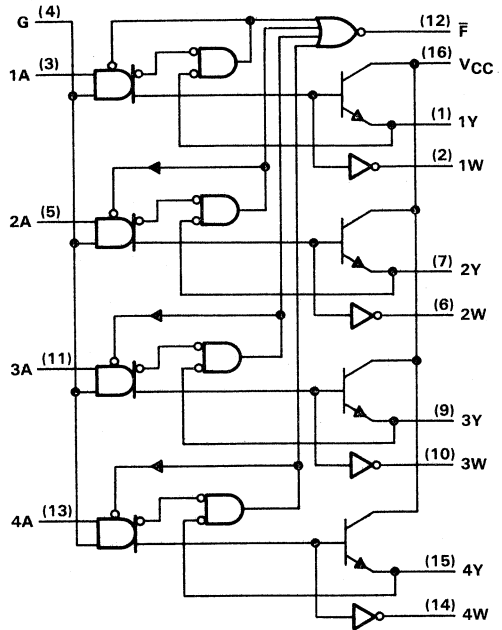 G (4)
(12) F̅
(16) VCC
1A (3)
(1) 1Y
(2) 1W
2A (5)
(7) 2Y
(6) 2W
3A (11)
(9) 3Y
(10) 3W
4A (13)
(15) 4Y
(14) 4W